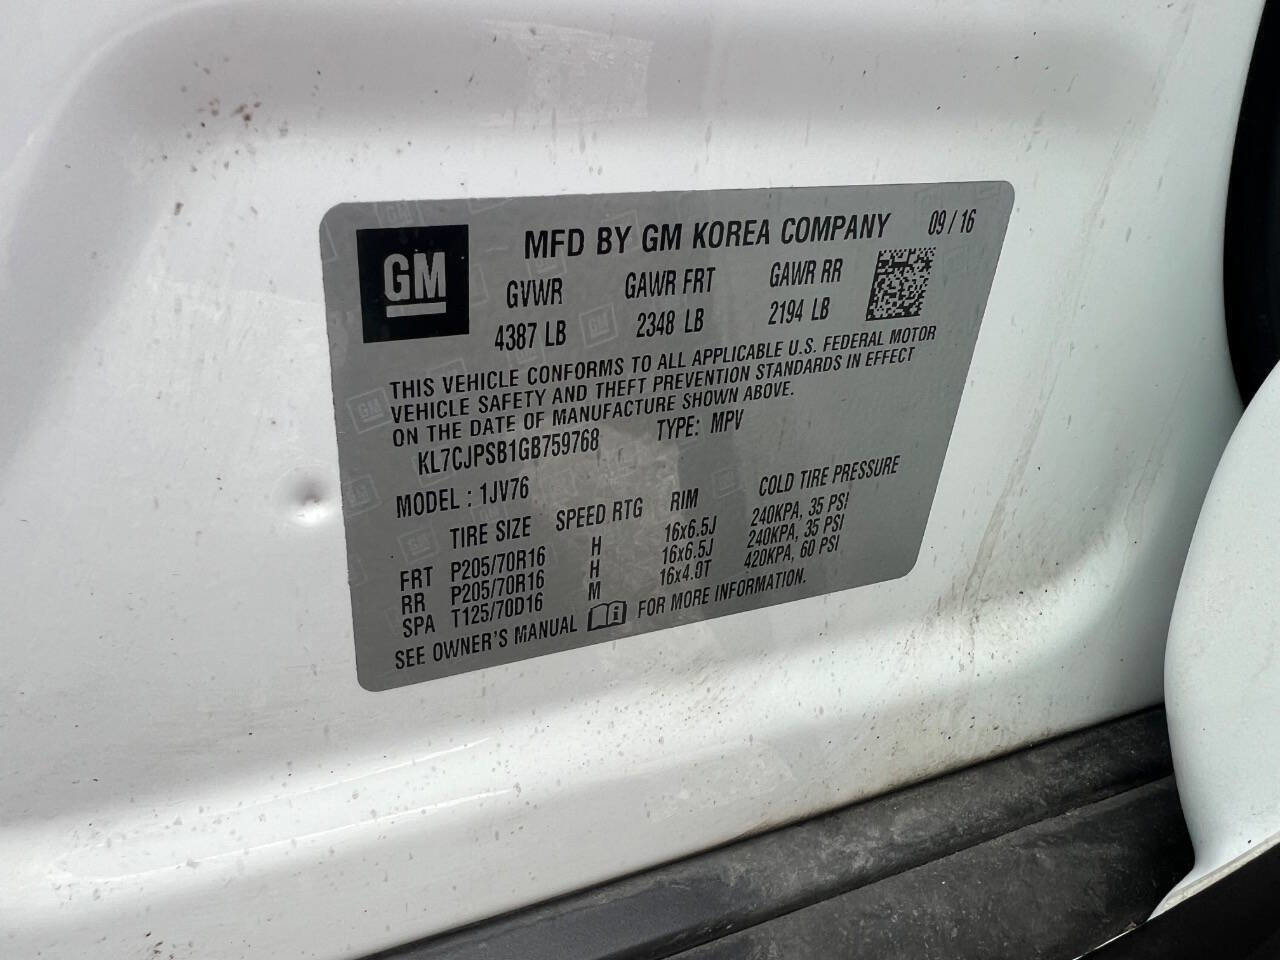 GM
MFD BY GM KOREA COMPANY 09 / 16
GVWR GAWR FRT GAWR RR
4387 LB 2348 LB 2194 LB
THIS VEHICLE CONFORMS TO ALL APPLICABLE U.S. FEDERAL MOTOR
VEHICLE SAFETY AND THEFT PREVENTION STANDARDS IN EFFECT
ON THE DATE OF MANUFACTURE SHOWN ABOVE.
KL7CJPSB1GB759768 TYPE: MPV
MODEL : 1JV76
TIRE SIZE SPEED RTG RIM COLD TIRE PRESSURE
FRT P205/70R16 H 16x6.5J 240KPA, 35 PSI
RR P205/70R16 H 16x6.5J 240KPA, 35 PSI
SPA T125/70D16 M 16x4.0T 420KPA, 60 PSI
SEE OWNER'S MANUAL i FOR MORE INFORMATION.